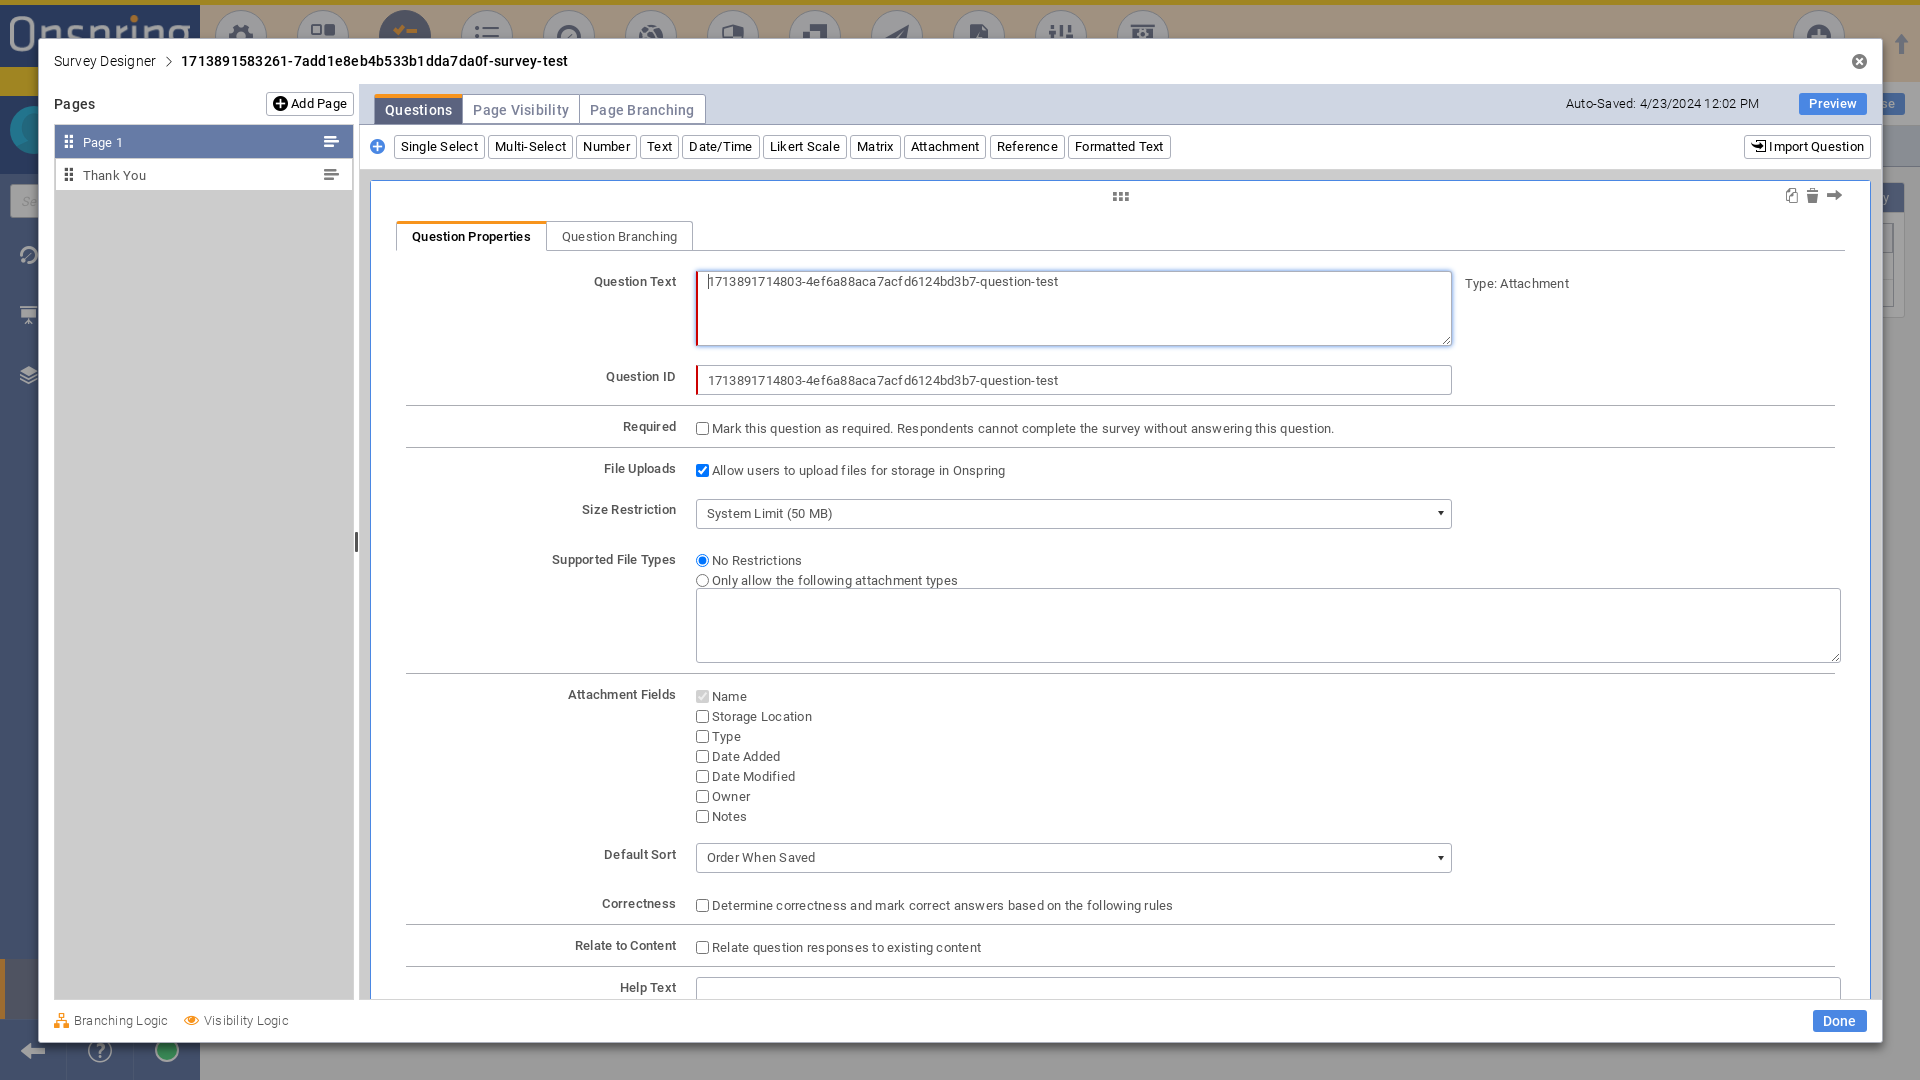 Onspring
Survey Designer > 1713891583261-7add1e8eb4b533b1dda7da0f-survey-test
Pages
Add Page
Page 1
Thank You
Questions
Page Visibility
Page Branching
Auto-Saved: 4/23/2024 12:02 PM
Preview
Single Select
Multi-Select
Number
Text
Date/Time
Likert Scale
Matrix
Attachment
Reference
Formatted Text
Import Question
Question Properties
Question Branching
Question Text
1713891714803-4ef6a88aca7acfd6124bd3b7-question-test
Type: Attachment
Question ID
1713891714803-4ef6a88aca7acfd6124bd3b7-question-test
Required
Mark this question as required. Respondents cannot complete the survey without answering this question.
File Uploads
Allow users to upload files for storage in Onspring
Size Restriction
System Limit (50 MB)
Supported File Types
No Restrictions
Only allow the following attachment types
Attachment Fields
Name
Storage Location
Type
Date Added
Date Modified
Owner
Notes
Default Sort
Order When Saved
Correctness
Determine correctness and mark correct answers based on the following rules
Relate to Content
Relate question responses to existing content
Help Text
Branching Logic
Visibility Logic
Done